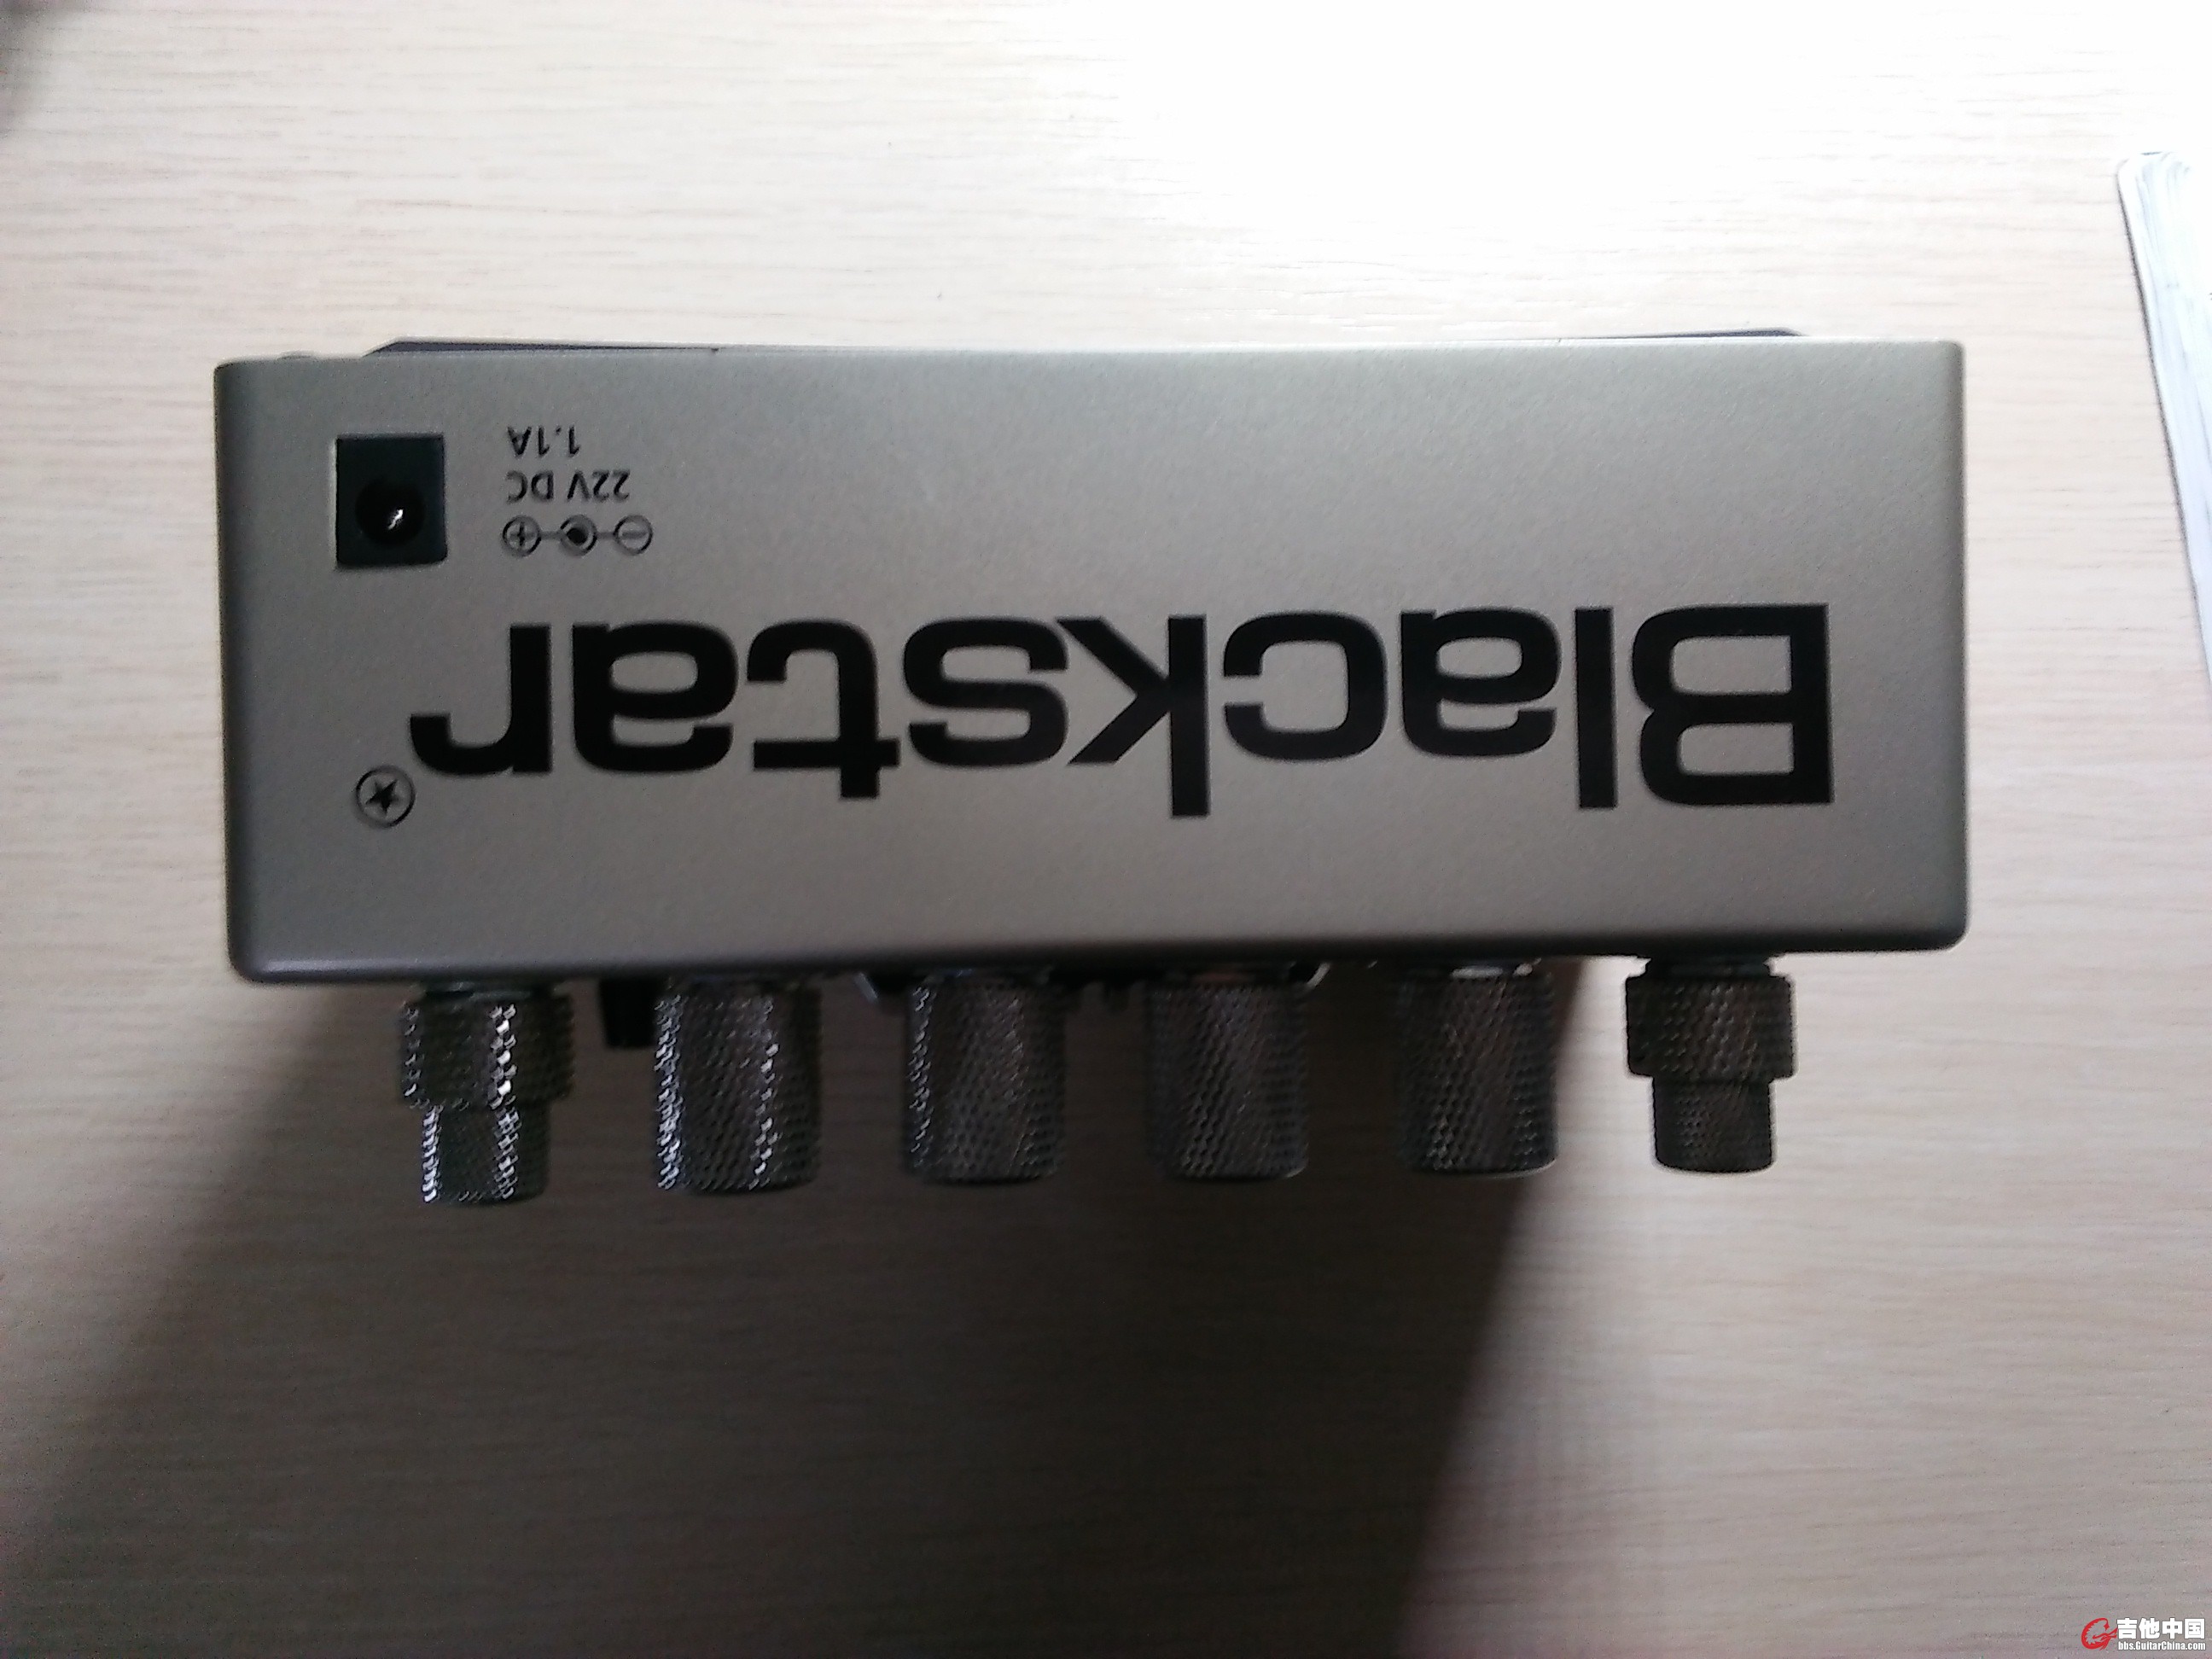 Blackstar
22V DC
1.1A
吉他中国
bbs.GuitarChina.com